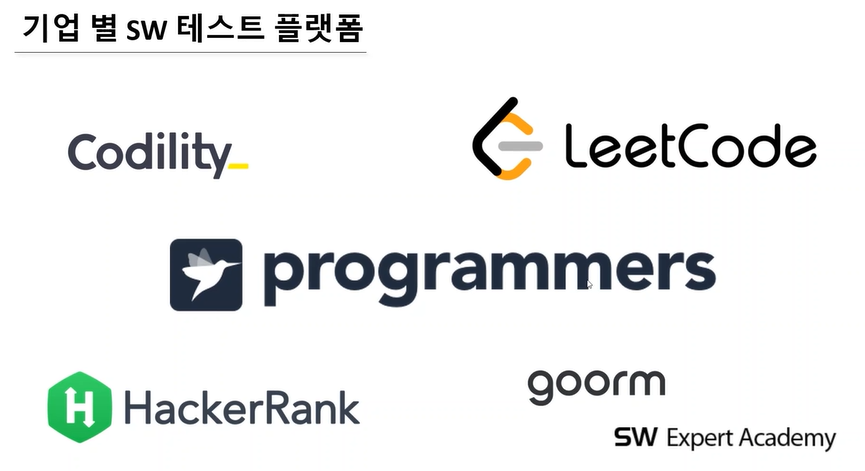 기업 별 SW 테스트 플랫폼
Codility_
LeetCode
programmers
HackerRank
goorm
SW Expert Academy